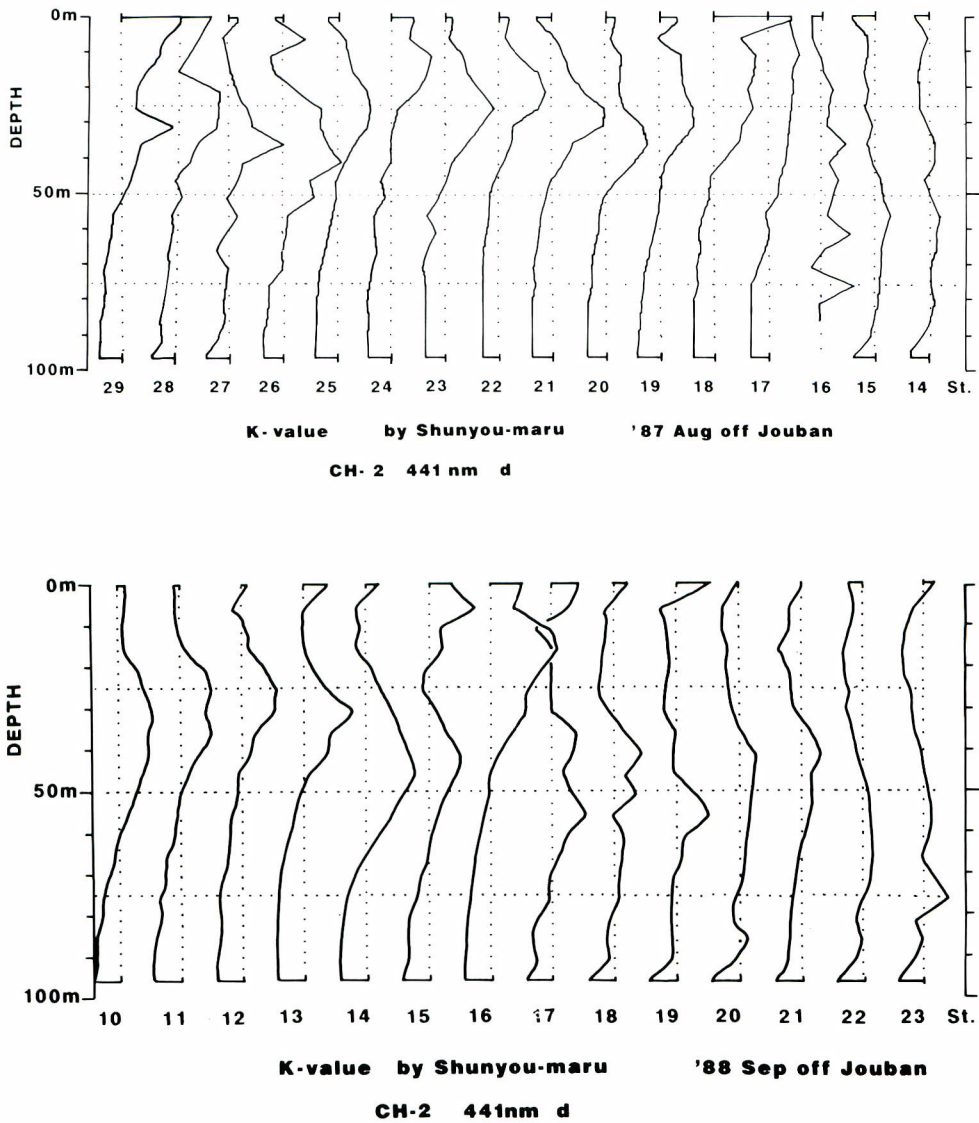 0m
DEPTH
50m
100m
29 28 27 26 25 24 23 22 21 20 19 18 17 16 15 14 St.
K-value by Shunyou-maru '87 Aug off Jouban
CH-2 441 nm d
0m
DEPTH
50m
100m
10 11 12 13 14 15 16 17 18 19 20 21 22 23 St.
K-value by Shunyou-maru '88 Sep off Jouban
CH-2 441nm d